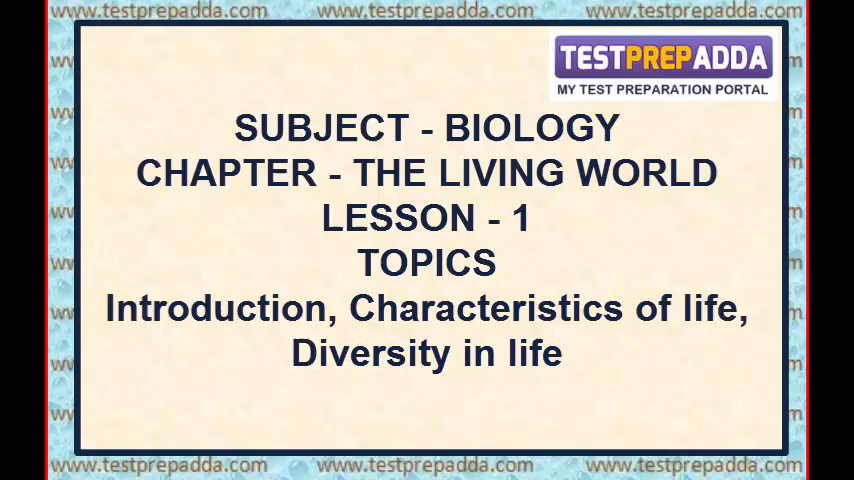 www.testprepadda.com www.testprepadda.com www.testprepadda.com
TESTPREPADDA
MY TEST PREPARATION PORTAL
SUBJECT - BIOLOGY
CHAPTER - THE LIVING WORLD
LESSON - 1
TOPICS
Introduction, Characteristics of life,
Diversity in life
www.testprepadda.com www.testprepadda.com www.testprepadda.com